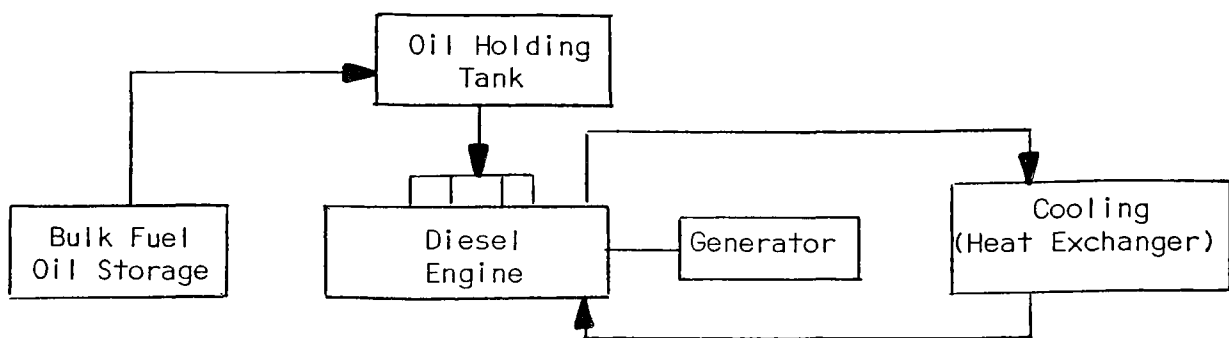 Oil Holding
Tank
Bulk Fuel
Oil Storage
Diesel
Engine
Generator
Cooling
(Heat Exchanger)